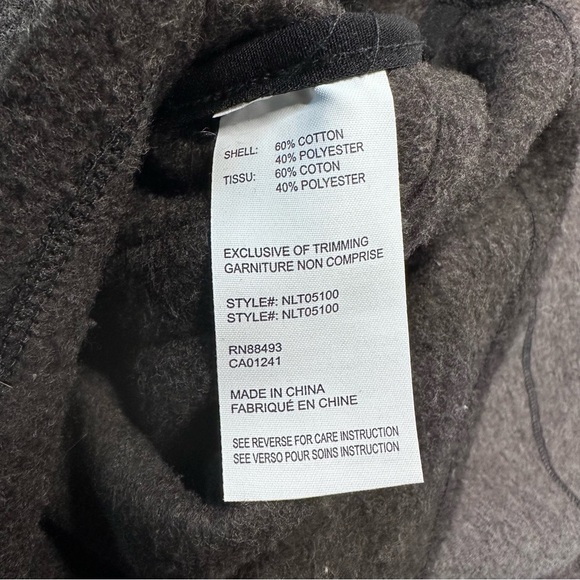 SHELL: 60% COTTON
40% POLYESTER
TISSU: 60% COTON
40% POLYESTER
EXCLUSIVE OF TRIMMING
GARNITURE NON COMPRISE
STYLE#: NLT05100
STYLE#: NLT05100
RN88493
CA01241
MADE IN CHINA
FABRIQUÉ EN CHINE
SEE REVERSE FOR CARE INSTRUCTION
SEE VERSO POUR SOINS INSTRUCTION